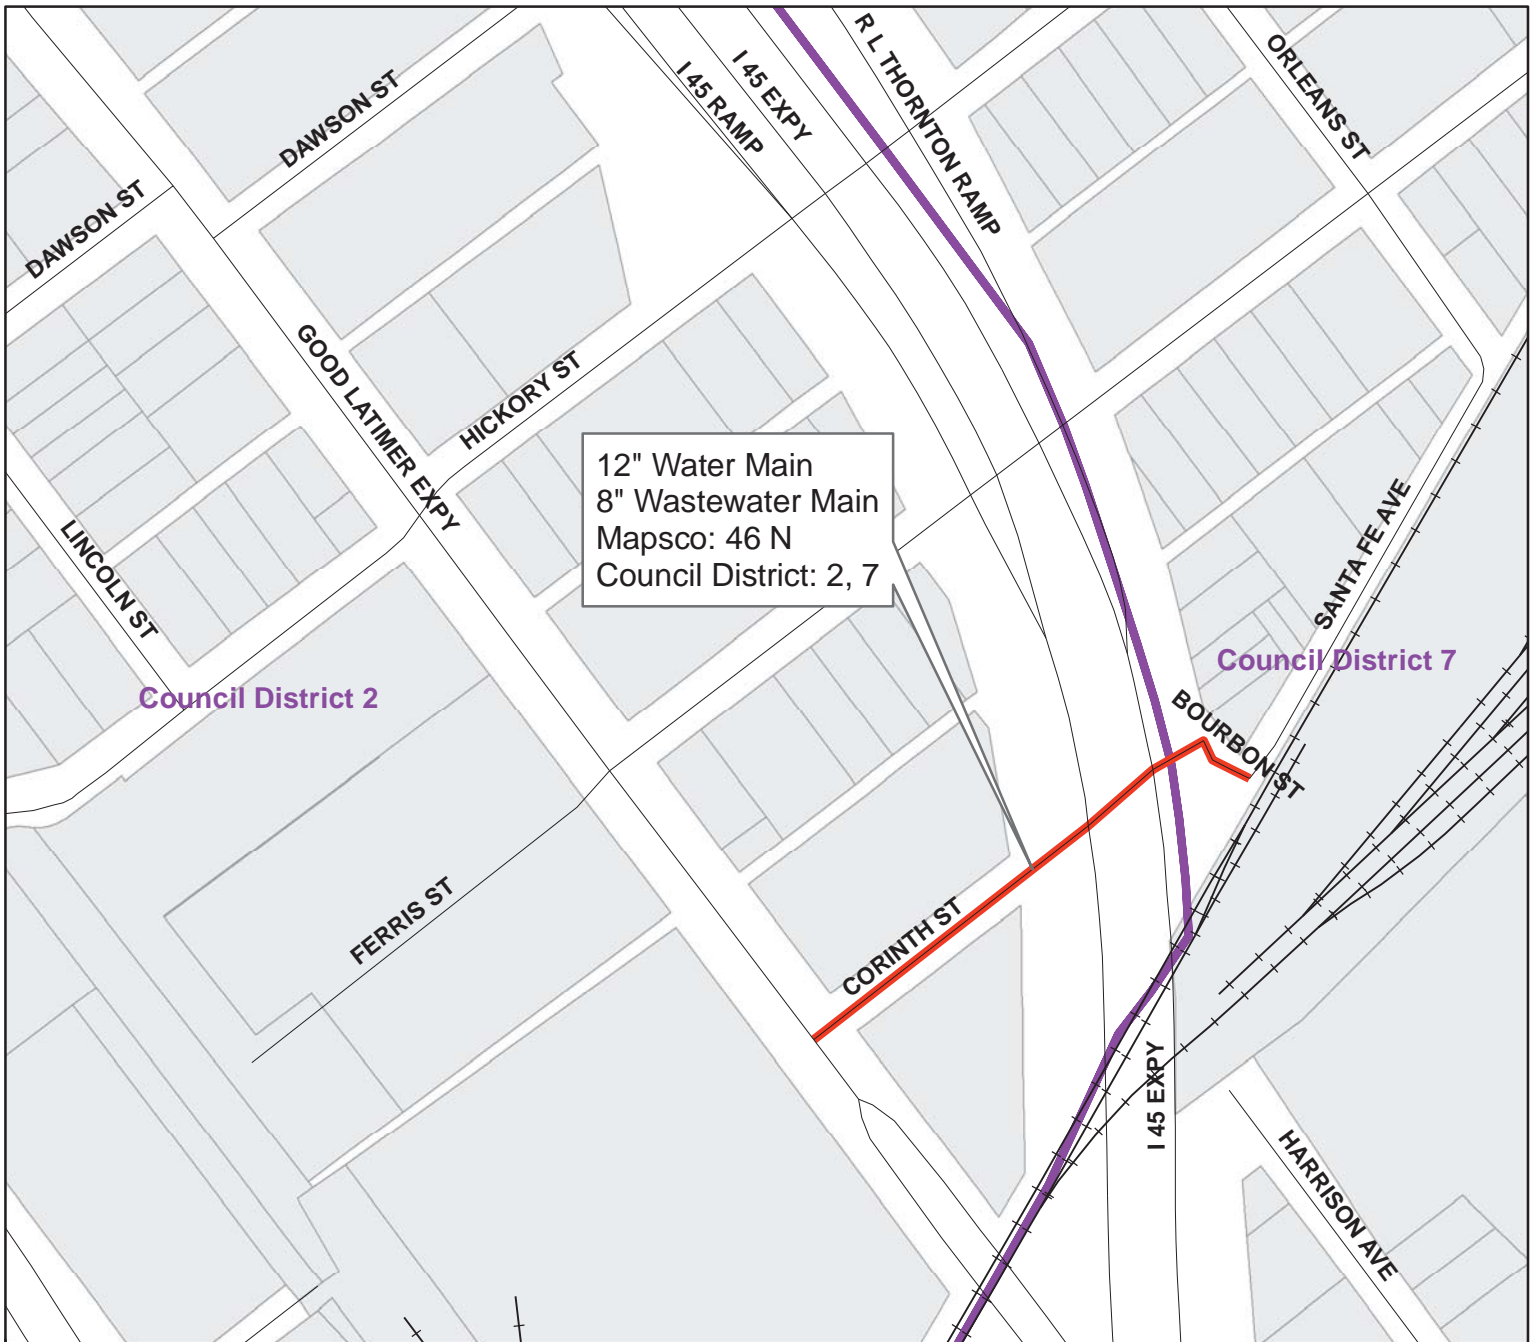 R L THORNTON RAMP
I 45 EXPY
I 45 RAMP
ORLEANS ST
DAWSON ST
DAWSON ST
GOOD LATIMER EXPY
HICKORY ST
12" Water Main
8" Wastewater Main
Mapsco: 46 N
Council District: 2, 7
LINCOLN ST
SANTA FE AVE
Council District 7
Council District 2
BOURBON ST
FERRIS ST
CORINTH ST
I 45 EXPY
HARRISON AVE